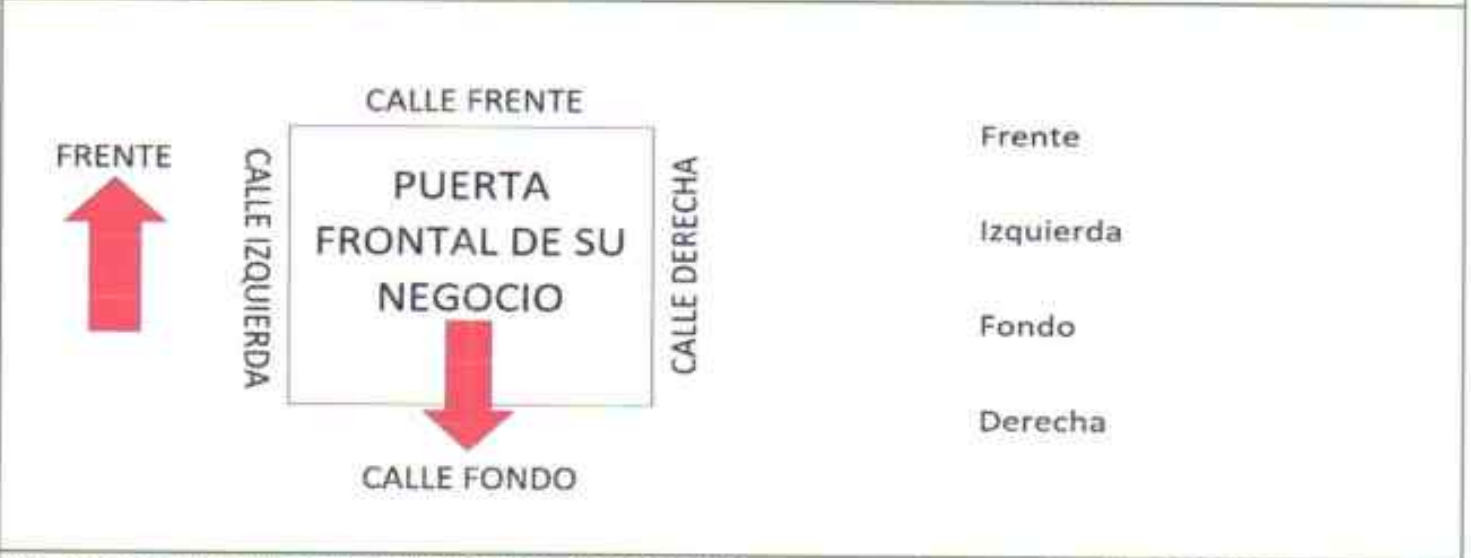 CALLE FRENTE
FRENTE
CALLE IZQUIERDA
PUERTA
FRONTAL DE SU
NEGOCIO
CALLE DERECHA
CALLE FONDO
Frente
Izquierda
Fondo
Derecha